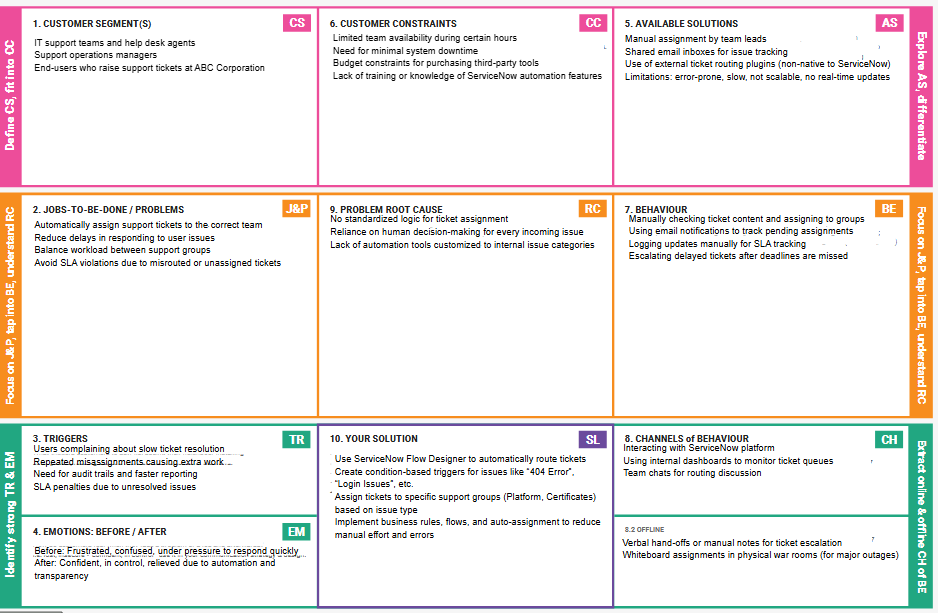 Define CS, fit into CC
1. CUSTOMER SEGMENT(S)
CS
IT support teams and help desk agents
Support operations managers
End-users who raise support tickets at ABC Corporation
6. CUSTOMER CONSTRAINTS
CC
Limited team availability during certain hours
Need for minimal system downtime
Budget constraints for purchasing third-party tools
Lack of training or knowledge of ServiceNow automation features
5. AVAILABLE SOLUTIONS
AS
Manual assignment by team leads
Shared email inboxes for issue tracking
Use of external ticket routing plugins (non-native to ServiceNow)
Limitations: error-prone, slow, not scalable, no real-time updates
Explore AS, differentiate
Focus on J&P, tap into BE, understand RC
2. JOBS-TO-BE-DONE / PROBLEMS
J&P
Automatically assign support tickets to the correct team
Reduce delays in responding to user issues
Balance workload between support groups
Avoid SLA violations due to misrouted or unassigned tickets
9. PROBLEM ROOT CAUSE
RC
No standardized logic for ticket assignment
Reliance on human decision-making for every incoming issue
Lack of automation tools customized to internal issue categories
7. BEHAVIOUR
BE
Manually checking ticket content and assigning to groups
Using email notifications to track pending assignments
Logging updates manually for SLA tracking
Escalating delayed tickets after deadlines are missed
Focus on J&P, tap into BE, understand RC
Identify strong TR & EM
3. TRIGGERS
TR
Users complaining about slow ticket resolution
Repeated misassignments causing extra work
Need for audit trails and faster reporting
SLA penalties due to unresolved issues
4. EMOTIONS: BEFORE / AFTER
EM
Before: Frustrated, confused, under pressure to respond quickly
After: Confident, in control, relieved due to automation and
transparency
10. YOUR SOLUTION
SL
Use ServiceNow Flow Designer to automatically route tickets
Create condition-based triggers for issues like "404 Error",
"Login Issues", etc.
Assign tickets to specific support groups (Platform, Certificates)
based on issue type
Implement business rules, flows, and auto-assignment to reduce
manual effort and errors
8. CHANNELS of BEHAVIOUR
CH
Interacting with ServiceNow platform
Using internal dashboards to monitor ticket queues
Team chats for routing discussion
8.2 OFFLINE
Verbal hand-offs or manual notes for ticket escalation
Whiteboard assignments in physical war rooms (for major outages)
Extract online & offline CH of BE